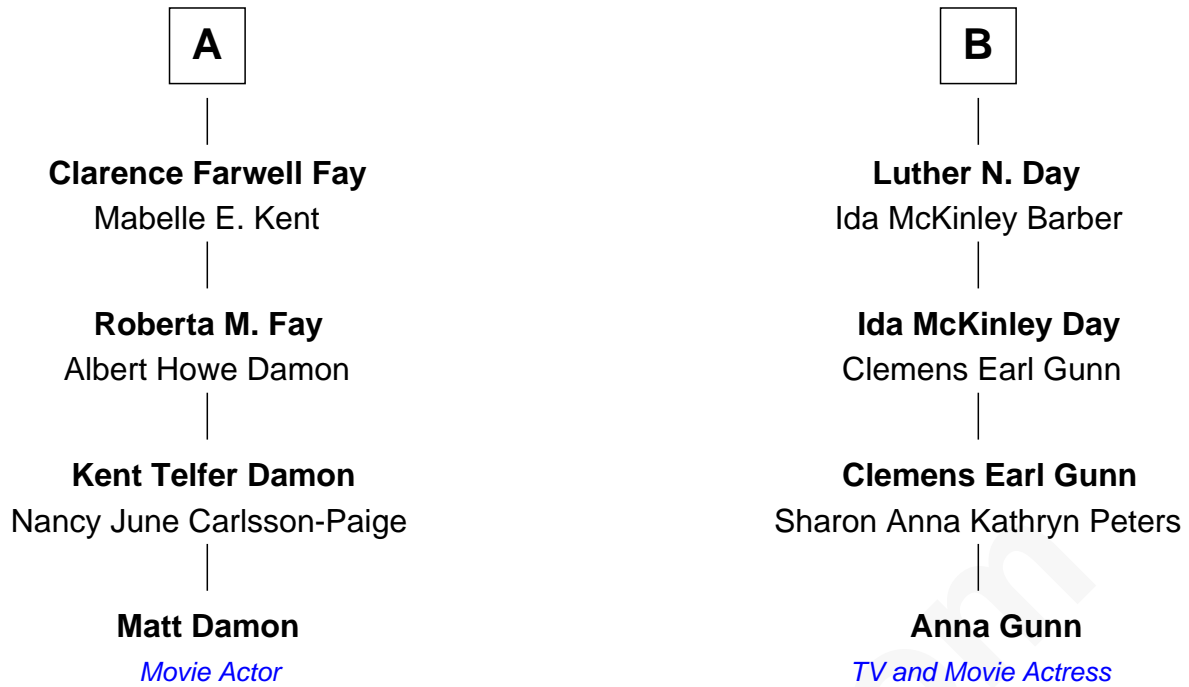 A
B
Clarence Farwell Fay
Mabelle E. Kent
Luther N. Day
Ida McKinley Barber
Roberta M. Fay
Albert Howe Damon
Ida McKinley Day
Clemens Earl Gunn
Kent Telfer Damon
Nancy June Carlsson-Paige
Clemens Earl Gunn
Sharon Anna Kathryn Peters
Matt Damon
Movie Actor
Anna Gunn
TV and Movie Actress